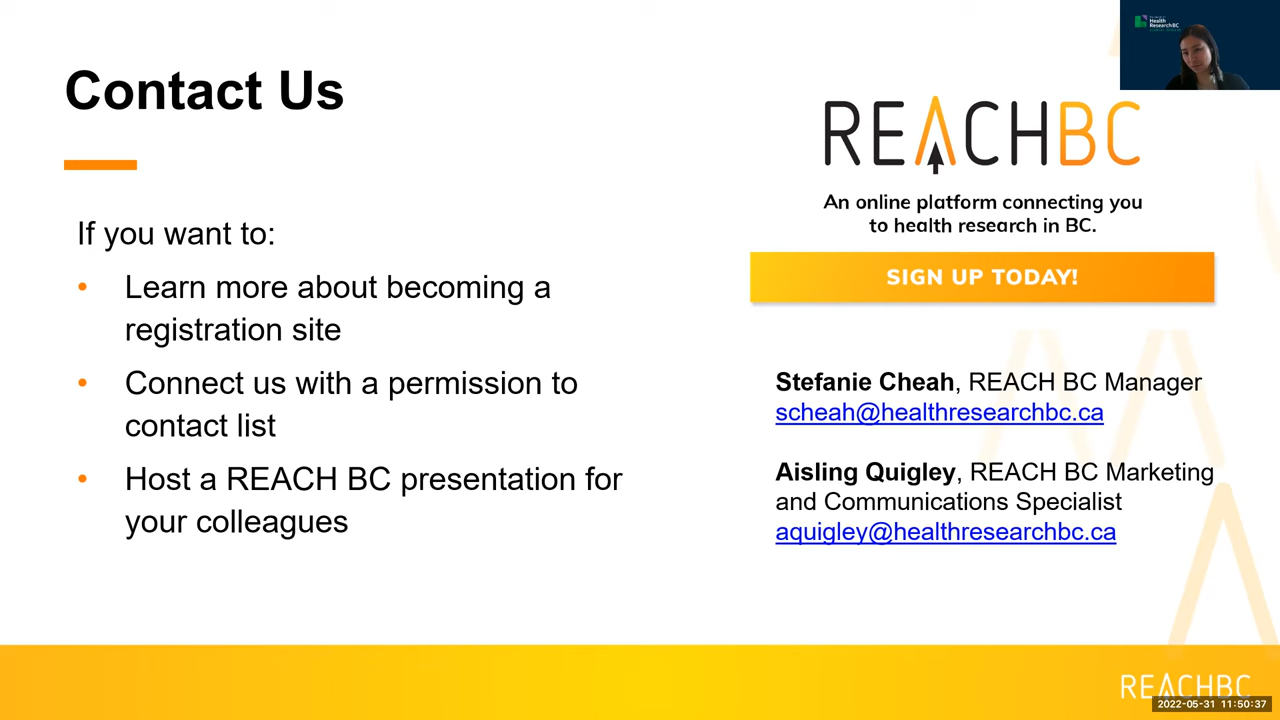 Contact Us
If you want to:
• Learn more about becoming a
registration site
• Connect us with a permission to
contact list
• Host a REACH BC presentation for
your colleagues
Health
ResearchBC
REACHBC
An online platform connecting you
to health research in BC.
SIGN UP TODAY!
Stefanie Cheah, REACH BC Manager
scheah@healthresearchbc.ca
Aisling Quigley, REACH BC Marketing
and Communications Specialist
aquigley@healthresearchbc.ca
REACHBC
2022-05-31 11:50:37